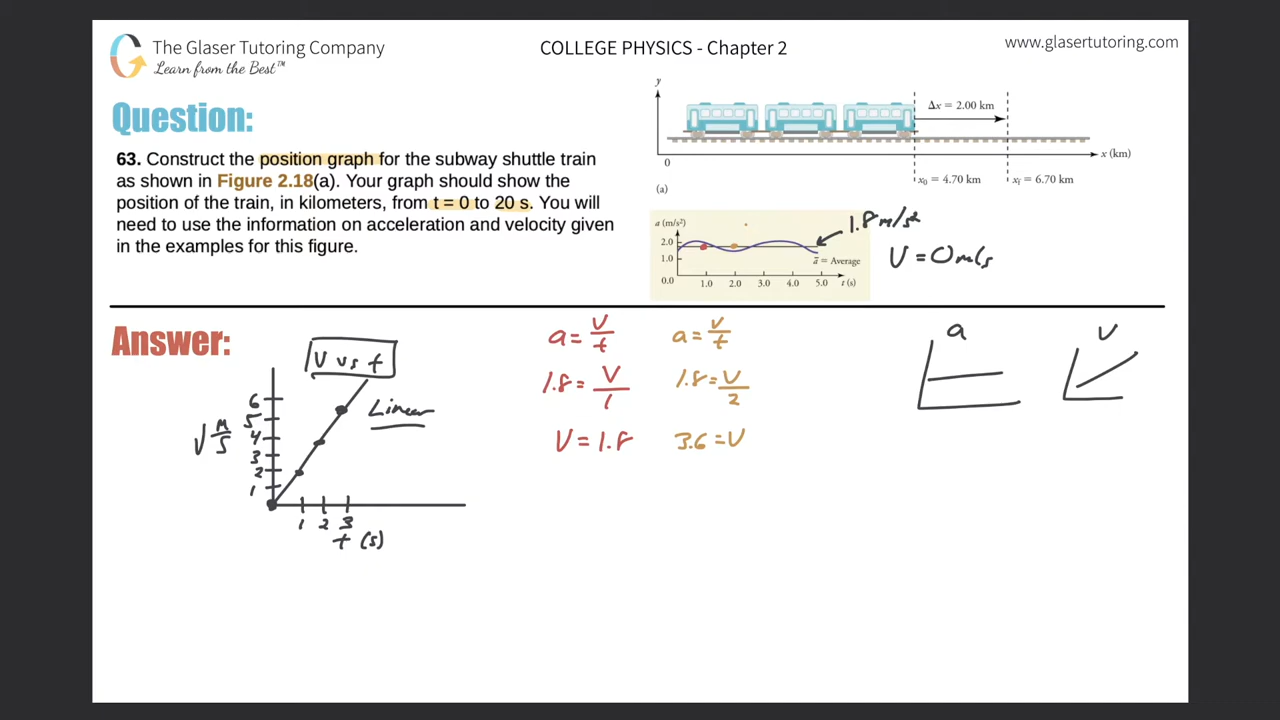 The Glaser Tutoring Company
Learn from the Best™
COLLEGE PHYSICS - Chapter 2
www.glasertutoring.com
Question:
63. Construct the position graph for the subway shuttle train
as shown in Figure 2.18(a). Your graph should show the
position of the train, in kilometers, from t = 0 to 20 s. You will
need to use the information on acceleration and velocity given
in the examples for this figure.
y
Δx = 2.00 km
0
x (km)
x₀ = 4.70 km
x_f = 6.70 km
(a)
a (m/s²)
2.0
1.0
0.0
1.0 2.0 3.0 4.0 5.0 t (s)
a̅ = Average
1.8 m/s²
V = 0 m/s
Answer:
V vs t
Linear
V m/s
6
5
4
3
2
1
1 2 3
t (s)
a = V/t
1.8 = V/1
V = 1.8
a = V/t
1.8 = V/2
3.6 = V
a
V